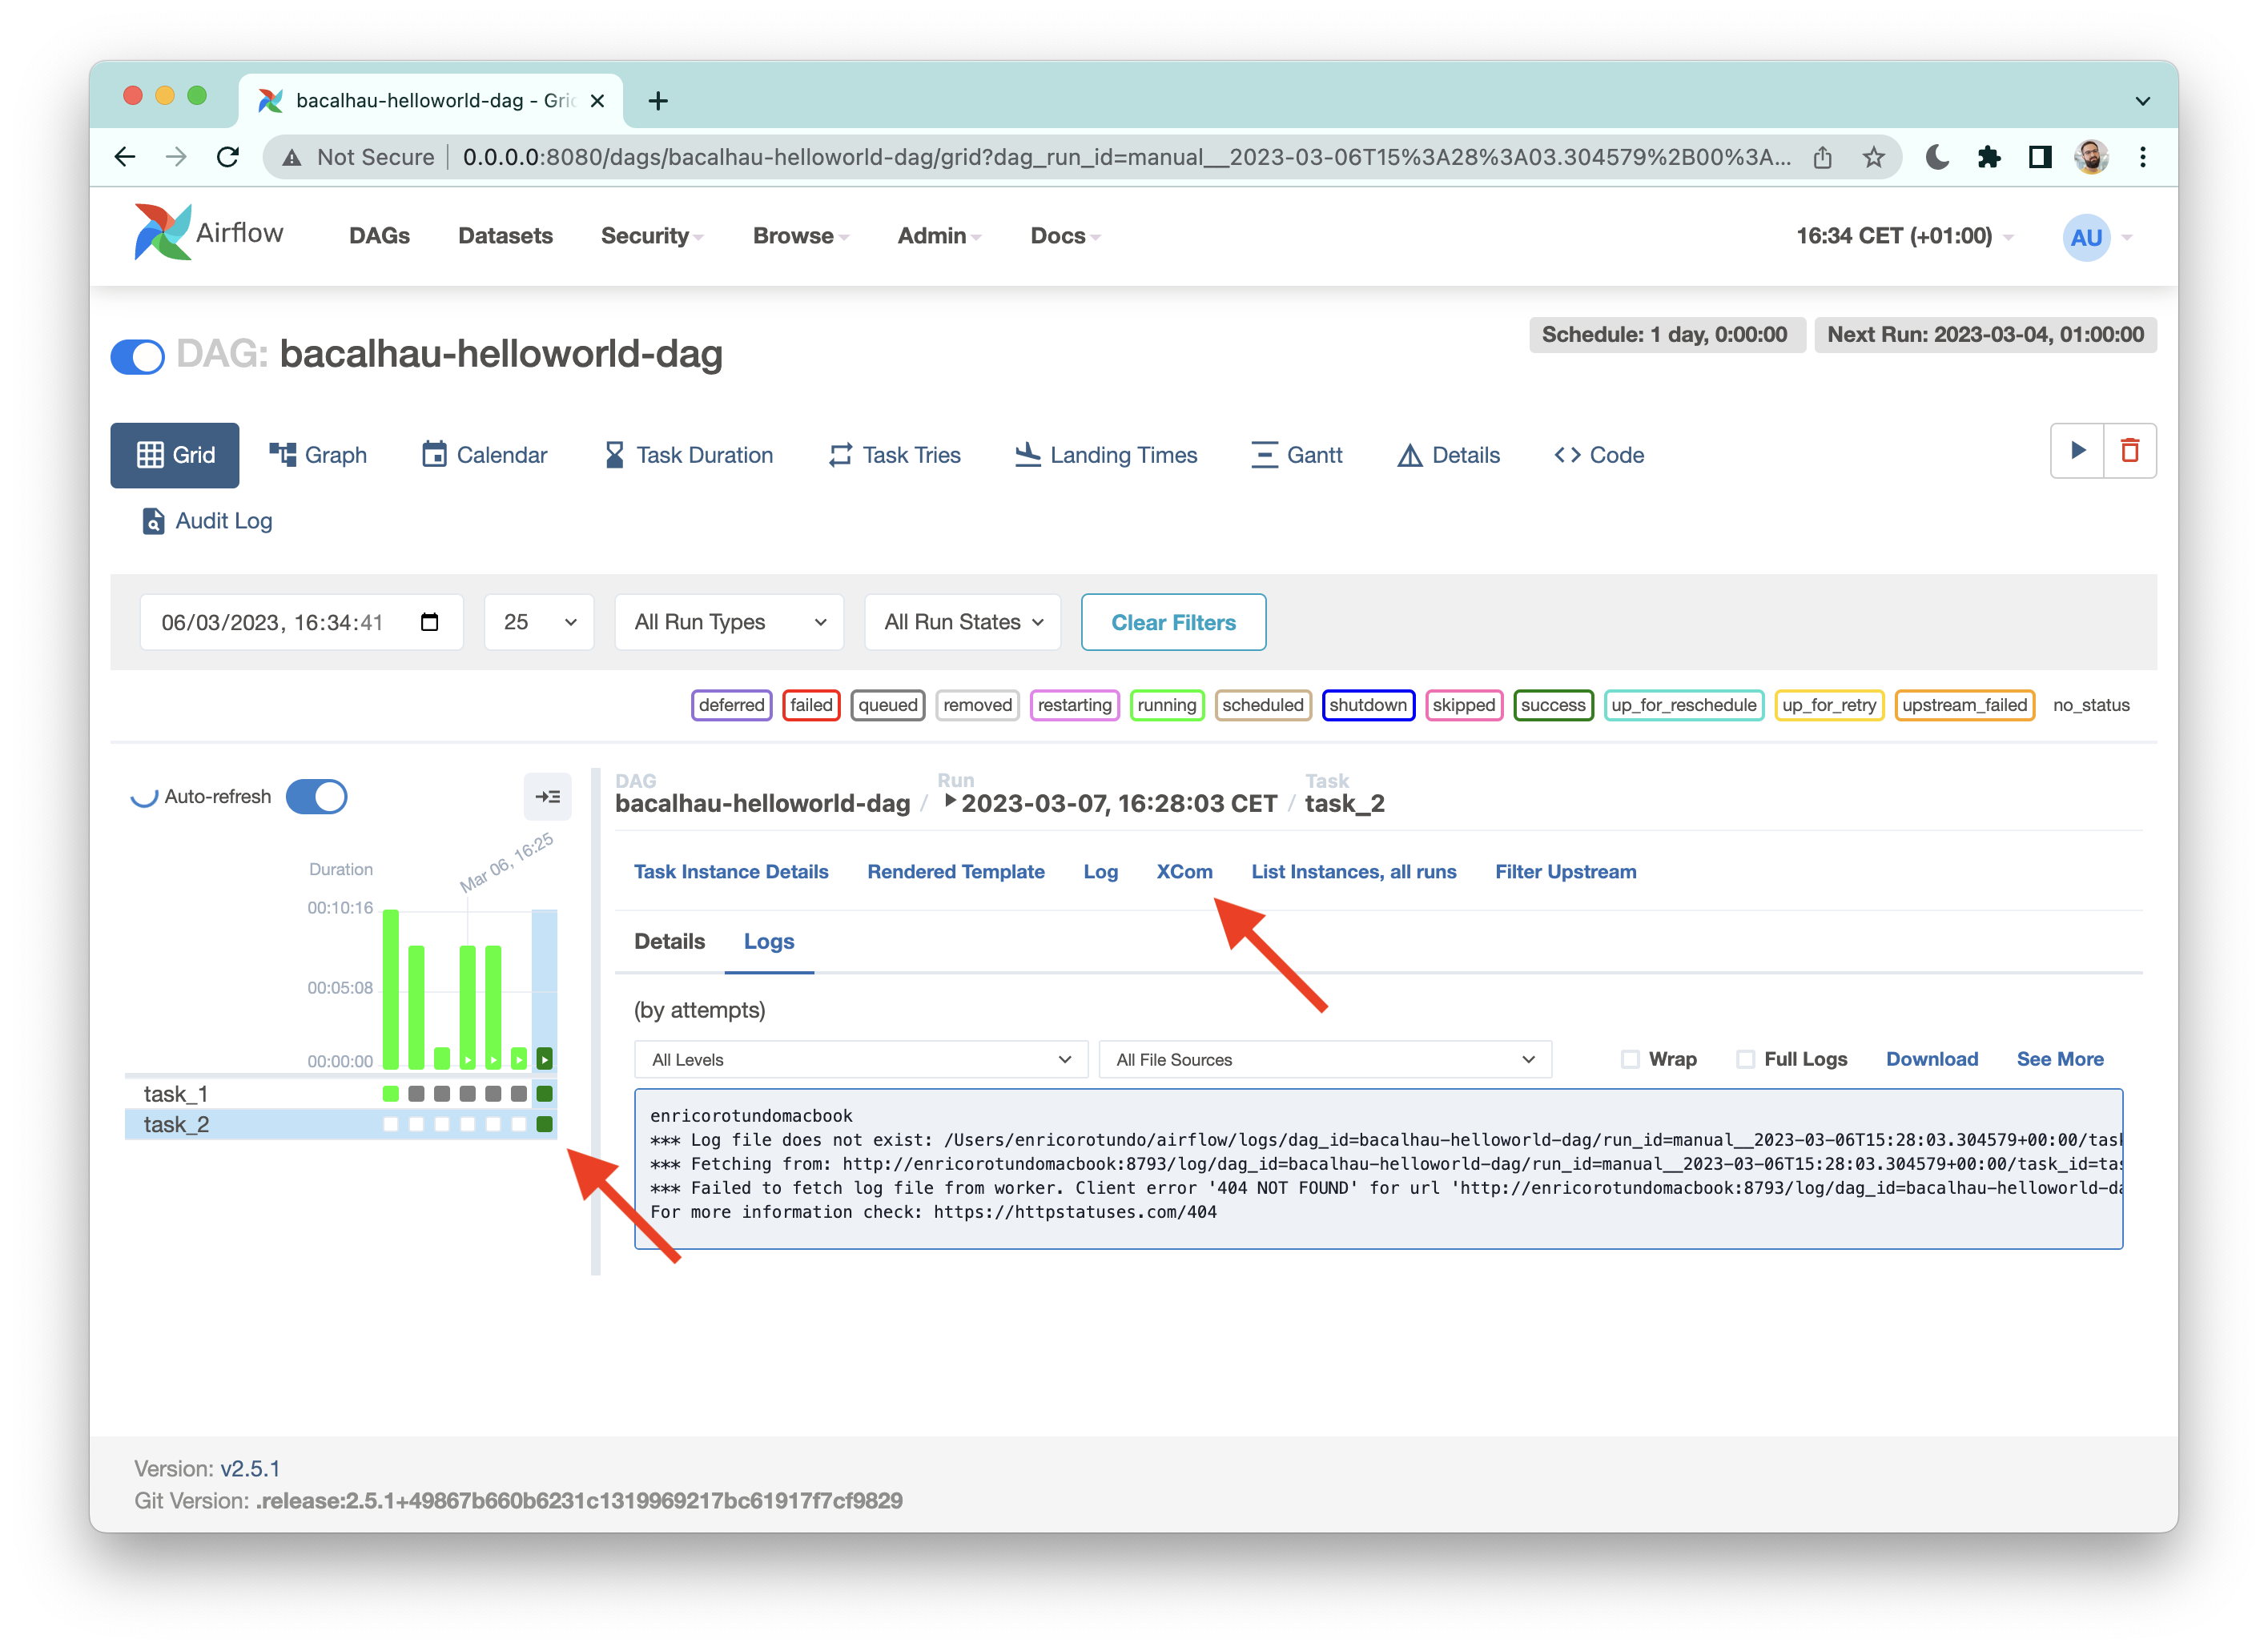 bacalhau-helloworld-dag - Gri
Not Secure 0.0.0.0:8080/dags/bacalhau-helloworld-dag/grid?dag_run_id=manual__2023-03-06T15%3A28%3A03.304579%2B00%3A...
Airflow DAGs Datasets Security Browse Admin Docs 16:34 CET (+01:00) AU
DAG: bacalhau-helloworld-dag Schedule: 1 day, 0:00:00 Next Run: 2023-03-04, 01:00:00
Grid Graph Calendar Task Duration Task Tries Landing Times Gantt Details <> Code
Audit Log
06/03/2023, 16:34:41 25 All Run Types All Run States Clear Filters
deferred failed queued removed restarting running scheduled shutdown skipped success up_for_reschedule up_for_retry upstream_failed no_status
Auto-refresh
Mar 06, 16:25
Duration
00:10:16
00:05:08
00:00:00
task_1
task_2
DAG Run Task
bacalhau-helloworld-dag / 2023-03-07, 16:28:03 CET / task_2
Task Instance Details Rendered Template Log XCom List Instances, all runs Filter Upstream
Details Logs
(by attempts)
All Levels All File Sources Wrap Full Logs Download See More
enricorotundomacbook
*** Log file does not exist: /Users/enricorotundo/airflow/logs/dag_id=bacalhau-helloworld-dag/run_id=manual__2023-03-06T15:28:03.304579+00:00/task
*** Fetching from: http://enricorotundomacbook:8793/log/dag_id=bacalhau-helloworld-dag/run_id=manual__2023-03-06T15:28:03.304579+00:00/task_id=tas
*** Failed to fetch log file from worker. Client error '404 NOT FOUND' for url 'http://enricorotundomacbook:8793/log/dag_id=bacalhau-helloworld-da
For more information check: https://httpstatuses.com/404
Version: v2.5.1
Git Version: .release:2.5.1+49867b660b6231c1319969217bc61917f7cf9829